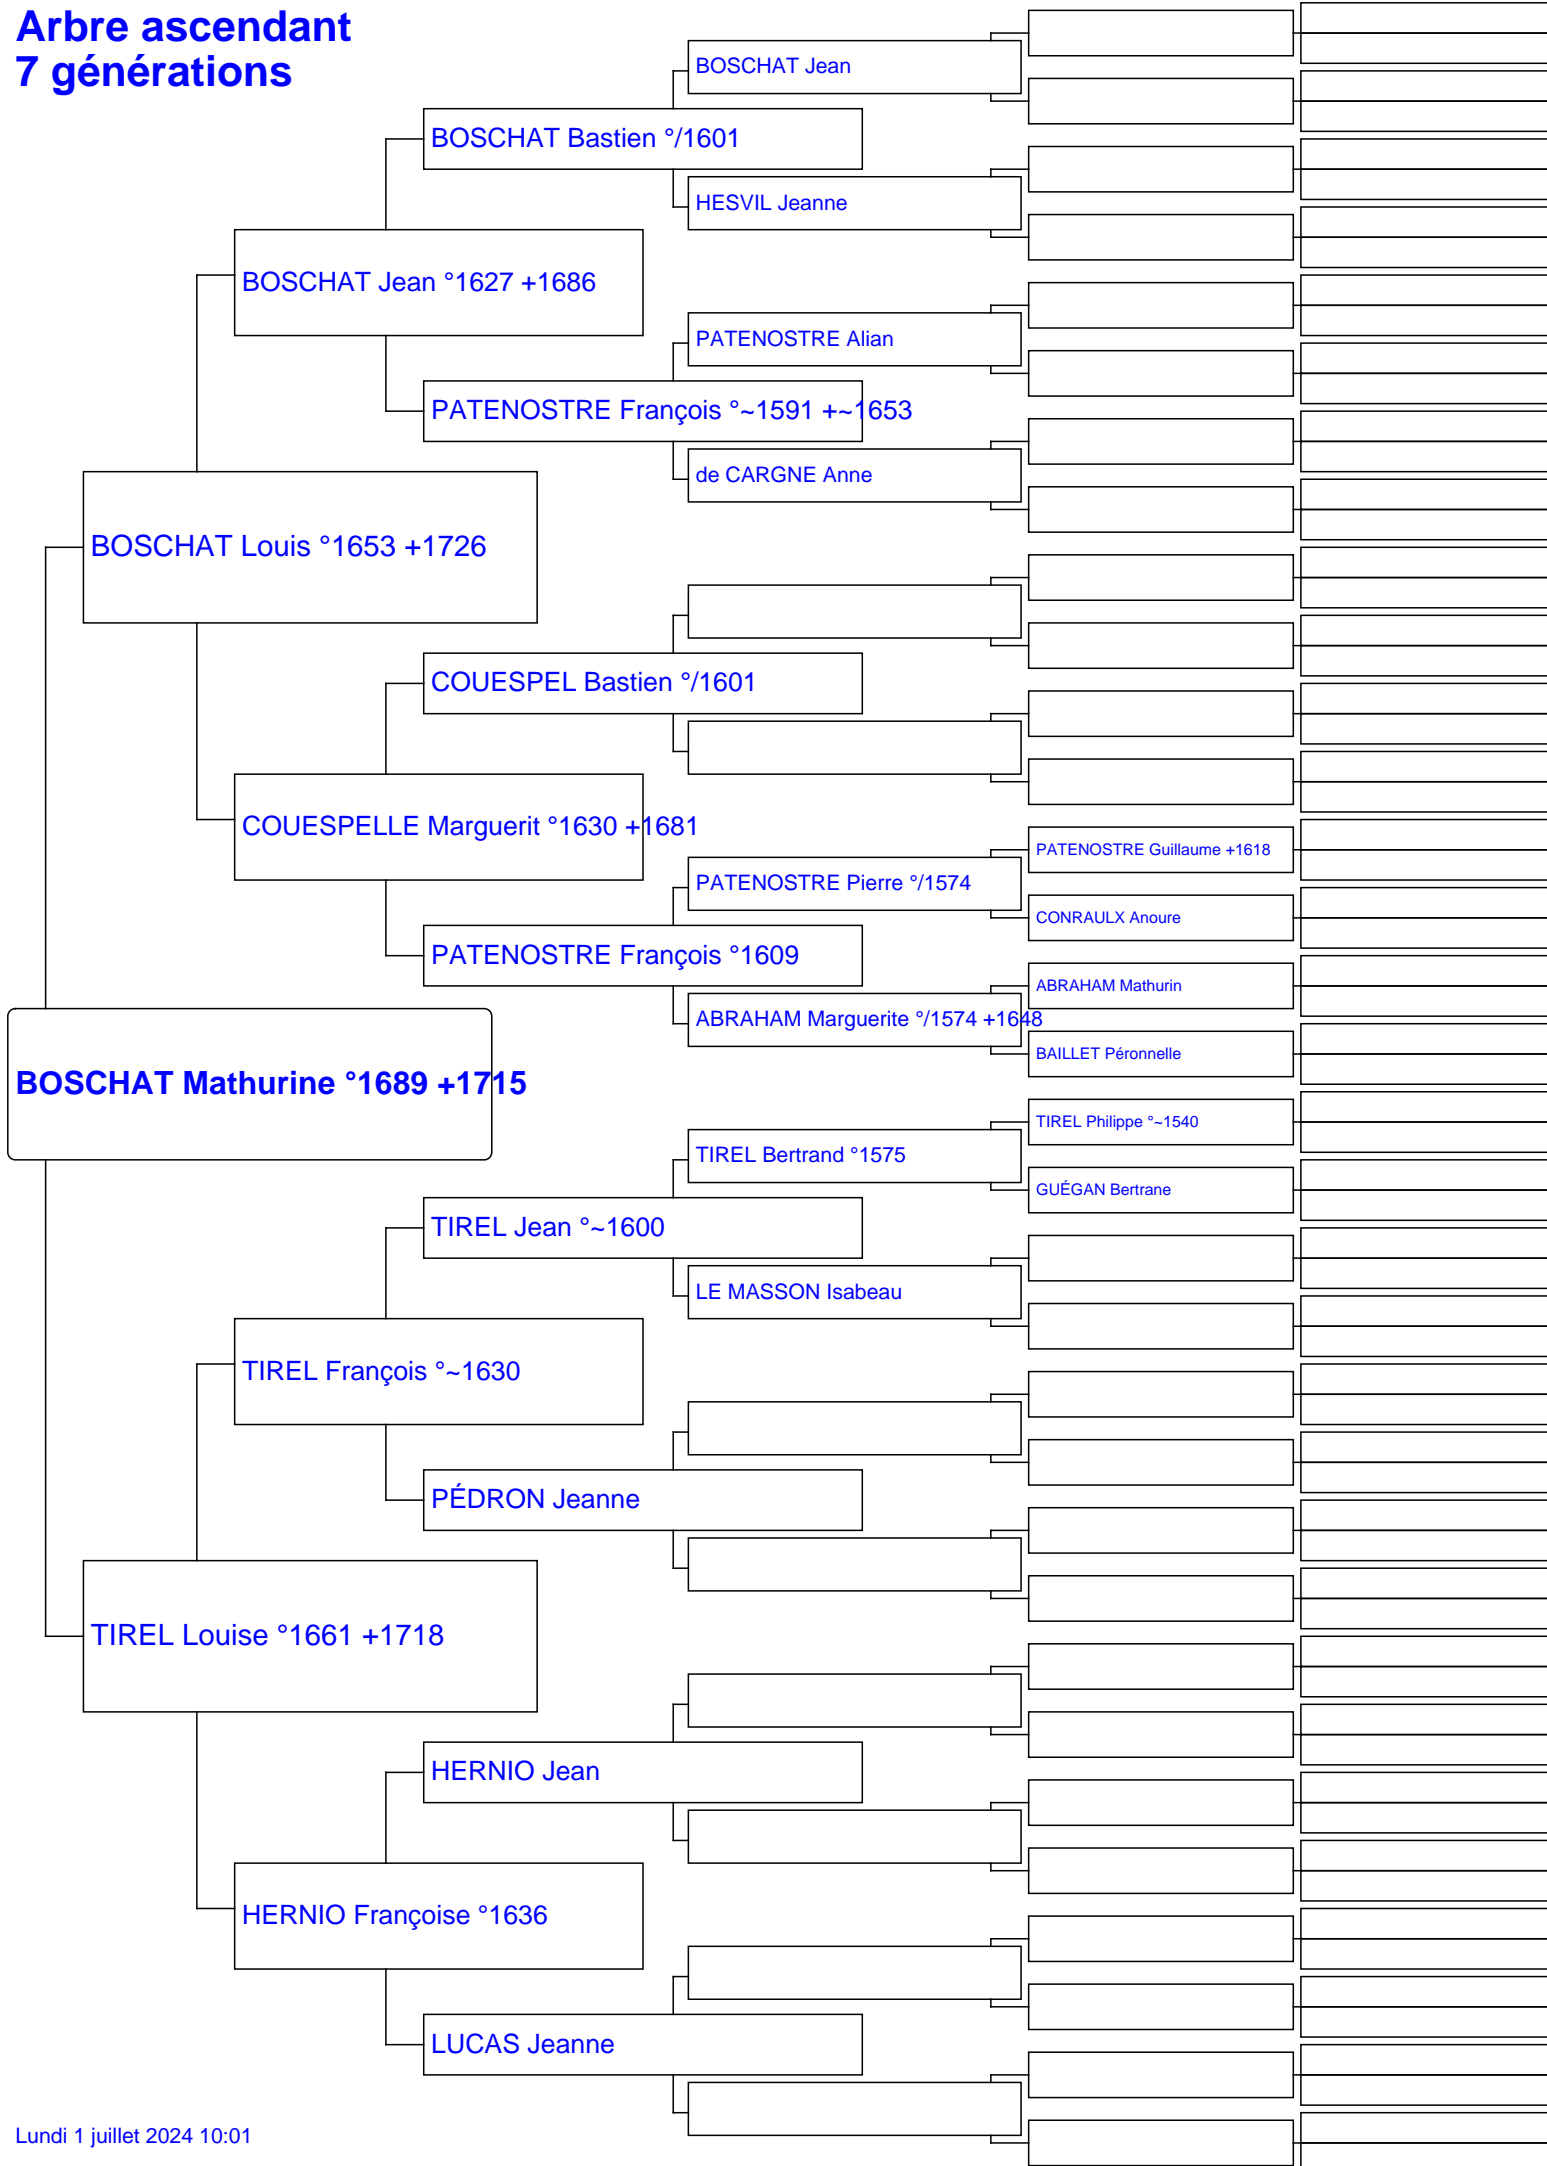 Arbre ascendant
7 générations
BOSCHAT Jean
BOSCHAT Bastien °/1601
HESVIL Jeanne
BOSCHAT Jean °1627 +1686
PATENOSTRE Alian
PATENOSTRE François °~1591 +~1653
de CARGNE Anne
BOSCHAT Louis °1653 +1726
COUESPEL Bastien °/1601
COUESPELLE Marguerit °1630 +1681
PATENOSTRE Guillaume +1618
PATENOSTRE Pierre °/1574
CONRAULX Anoure
PATENOSTRE François °1609
ABRAHAM Mathurin
ABRAHAM Marguerite °/1574 +1648
BAILLET Péronnelle
BOSCHAT Mathurine °1689 +1715
TIREL Philippe °~1540
TIREL Bertrand °1575
GUÉGAN Bertrane
TIREL Jean °~1600
LE MASSON Isabeau
TIREL François °~1630
PÉDRON Jeanne
TIREL Louise °1661 +1718
HERNIO Jean
HERNIO Françoise °1636
LUCAS Jeanne
Lundi 1 juillet 2024 10:01